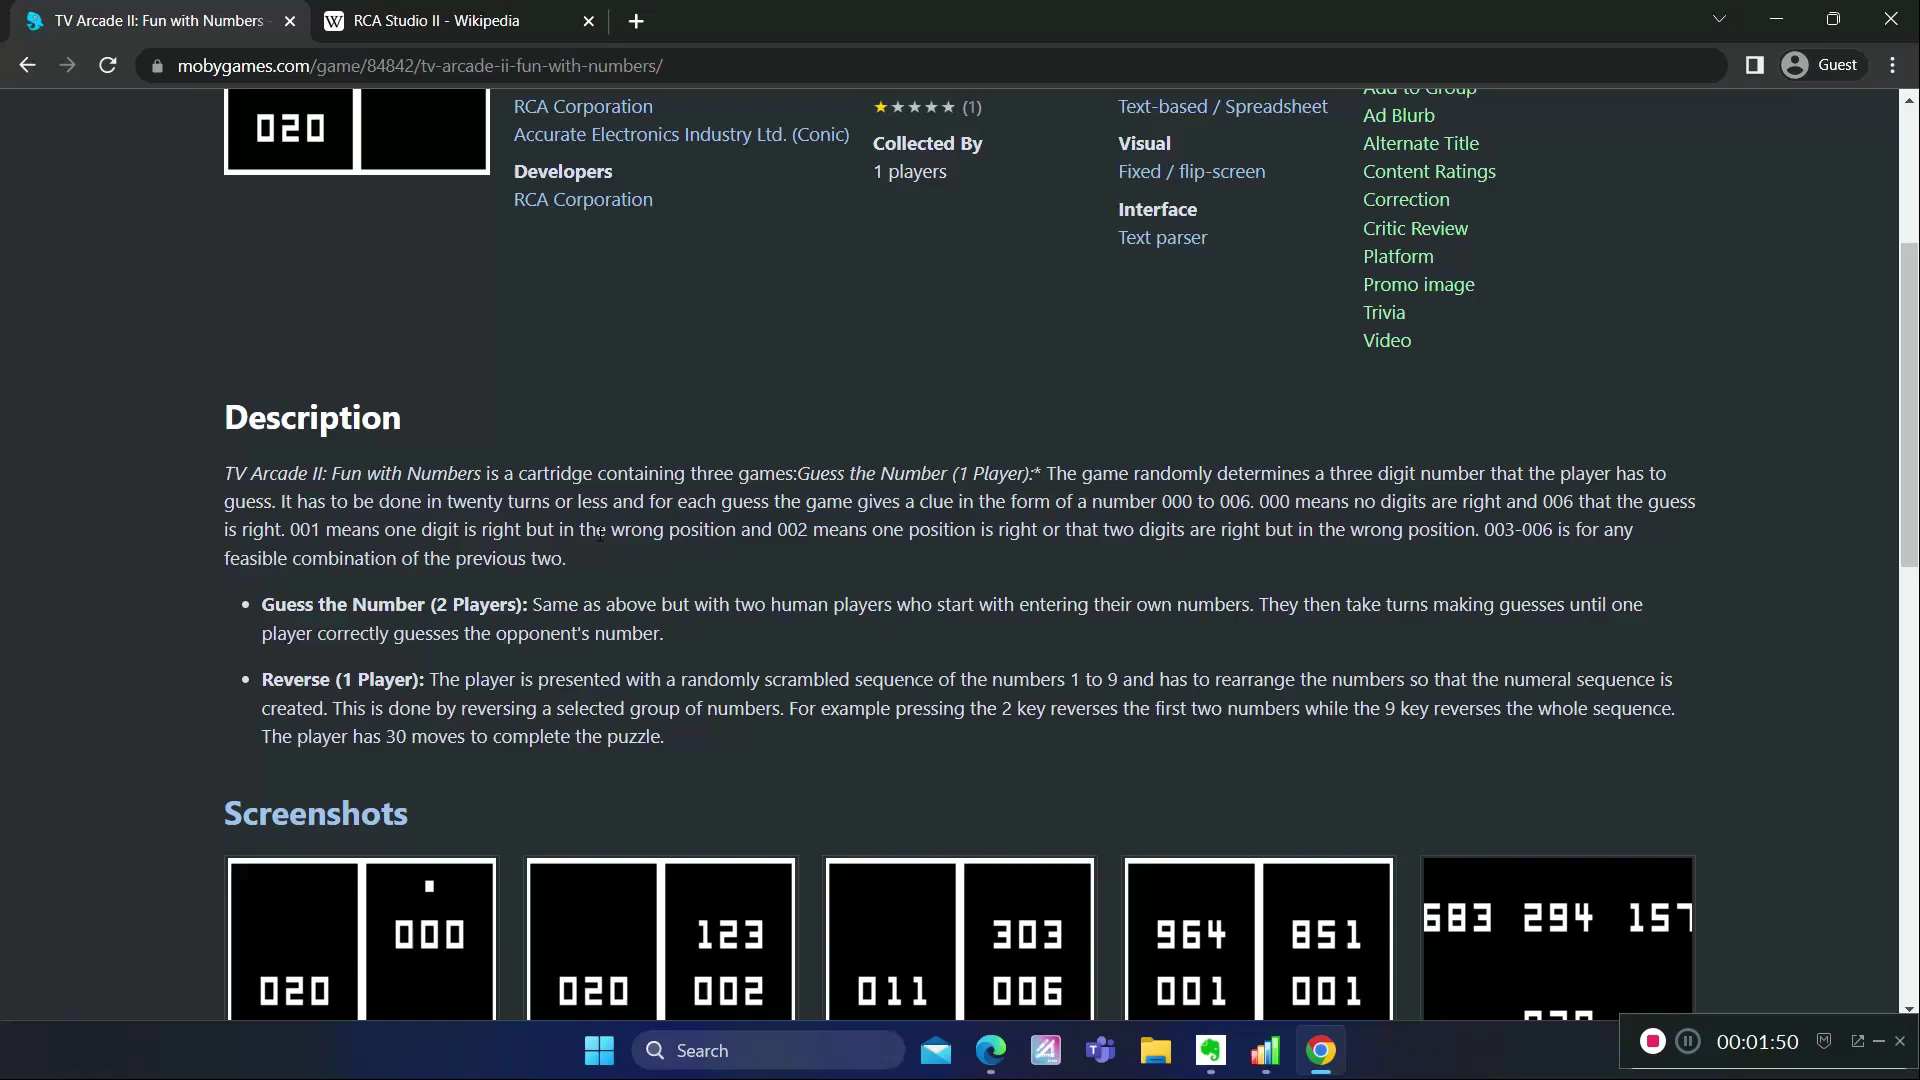 TV Arcade II: Fun with Numbers -
RCA Studio II - Wikipedia
mobygames.com/game/84842/tv-arcade-ii-fun-with-numbers/
Guest
020
RCA Corporation
Accurate Electronics Industry Ltd. (Conic)
Developers
RCA Corporation
(1)
Collected By
1 players
Text-based / Spreadsheet
Visual
Fixed / flip-screen
Interface
Text parser
Add to Group
Ad Blurb
Alternate Title
Content Ratings
Correction
Critic Review
Platform
Promo image
Trivia
Video
Description
TV Arcade II: Fun with Numbers is a cartridge containing three games:Guess the Number (1 Player):* The game randomly determines a three digit number that the player has to
guess. It has to be done in twenty turns or less and for each guess the game gives a clue in the form of a number 000 to 006. 000 means no digits are right and 006 that the guess
is right. 001 means one digit is right but in the wrong position and 002 means one position is right or that two digits are right but in the wrong position. 003-006 is for any
feasible combination of the previous two.
• Guess the Number (2 Players): Same as above but with two human players who start with entering their own numbers. They then take turns making guesses until one
player correctly guesses the opponent's number.
• Reverse (1 Player): The player is presented with a randomly scrambled sequence of the numbers 1 to 9 and has to rearrange the numbers so that the numeral sequence is
created. This is done by reversing a selected group of numbers. For example pressing the 2 key reverses the first two numbers while the 9 key reverses the whole sequence.
The player has 30 moves to complete the puzzle.
Screenshots
000
020
123
020 002
303
011 006
964 851
001 001
683 294 157
Search
00:01:50